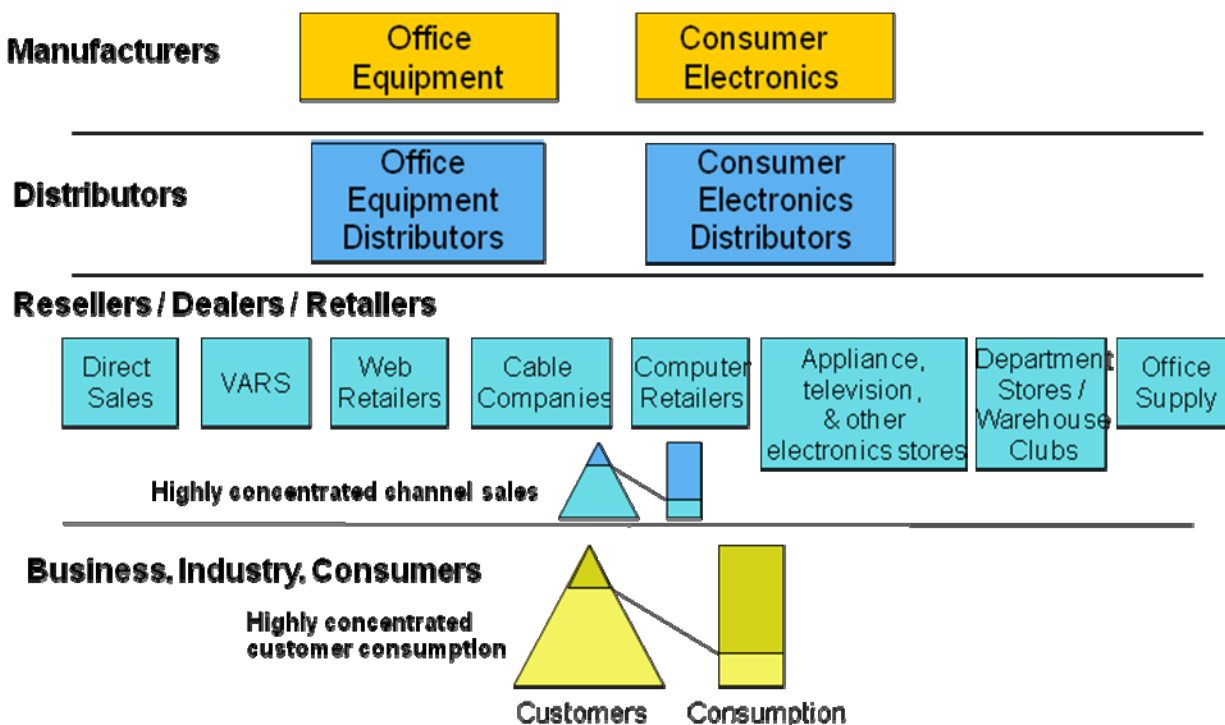 Manufacturers
Office
Equipment
Consumer
Electronics
Distributors
Office
Equipment
Distributors
Consumer
Electronics
Distributors
Resellers / Dealers / Retallers
Direct
Sales
VARS
Web
Retailers
Cable
Companies
Computer
Retailers
Appliance,
television,
& other
electronics stores
Department
Stores /
Warehouse
Clubs
Office
Supply
Highly concentrated channel sales
Business, Industry, Consumers
Highly concentrated
customer consumption
Customers
Consumption